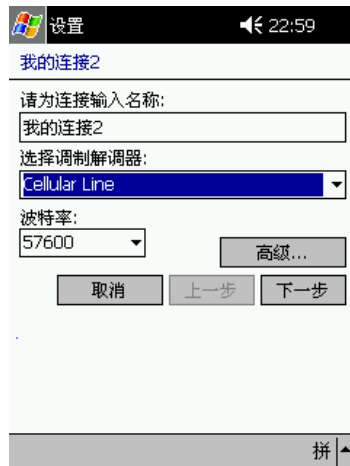 设置 22:59
我的连接2
请为连接输入名称:
我的连接2
选择调制解调器:
Cellular Line
波特率:
57600
高级...
取消 上一步 下一步
拼